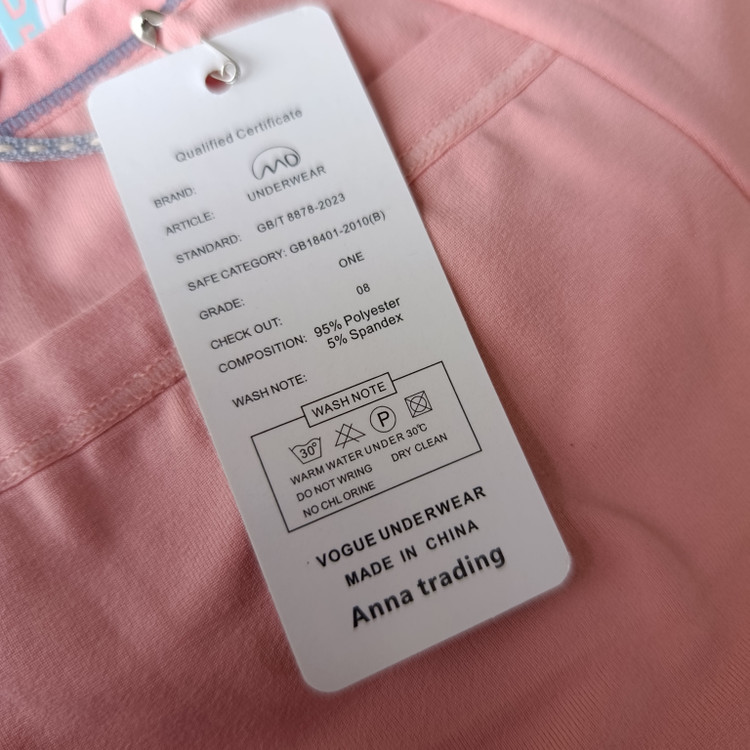 Qualified Certificate
BRAND: MO
ARTICLE: UNDERWEAR
STANDARD: GB/T 8878-2023
SAFE CATEGORY: GB18401-2010(B)
GRADE: ONE
CHECK OUT: 08
COMPOSITION: 95% Polyester
5% Spandex
WASH NOTE:
WASH NOTE
30° P
WARM WATER UNDER 30℃
DO NOT WRING DRY CLEAN
NO CHLORINE
VOGUE UNDERWEAR
MADE IN CHINA
Anna trading